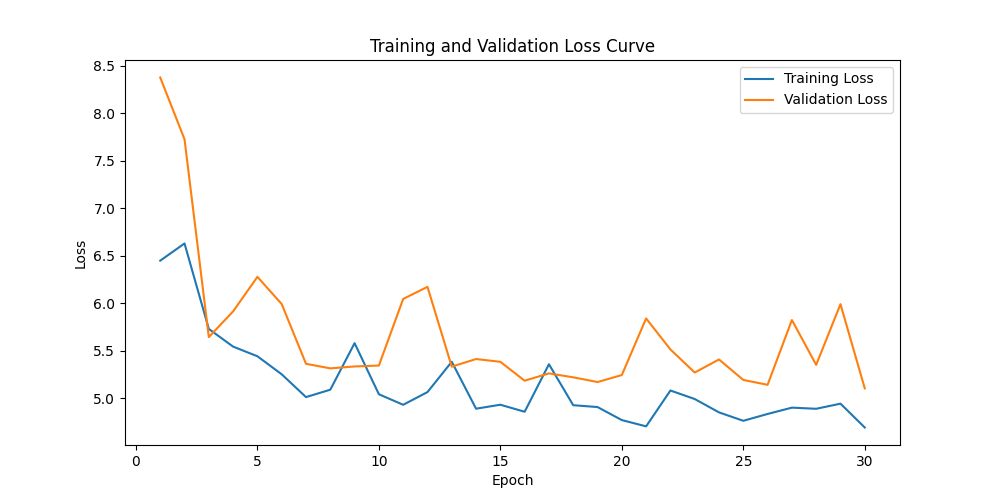 Training and Validation Loss Curve
Training Loss
Validation Loss
8.5
8.0
7.5
7.0
6.5
6.0
5.5
5.0
Loss
0 5 10 15 20 25 30
Epoch